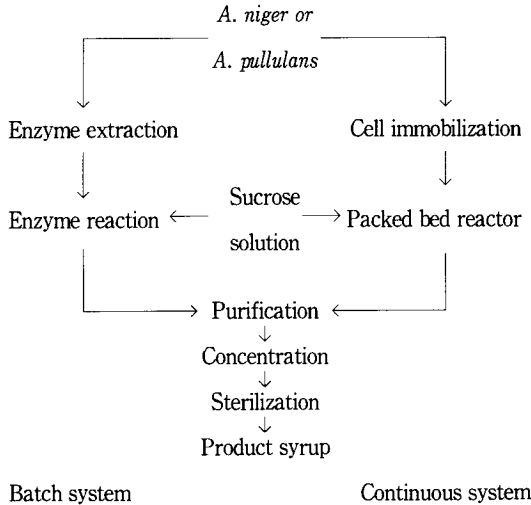 A. niger or
A. pullulans
Enzyme extraction
Cell immobilization
Enzyme reaction
Sucrose
solution
Packed bed reactor
Purification
Concentration
Sterilization
Product syrup
Batch system
Continuous system